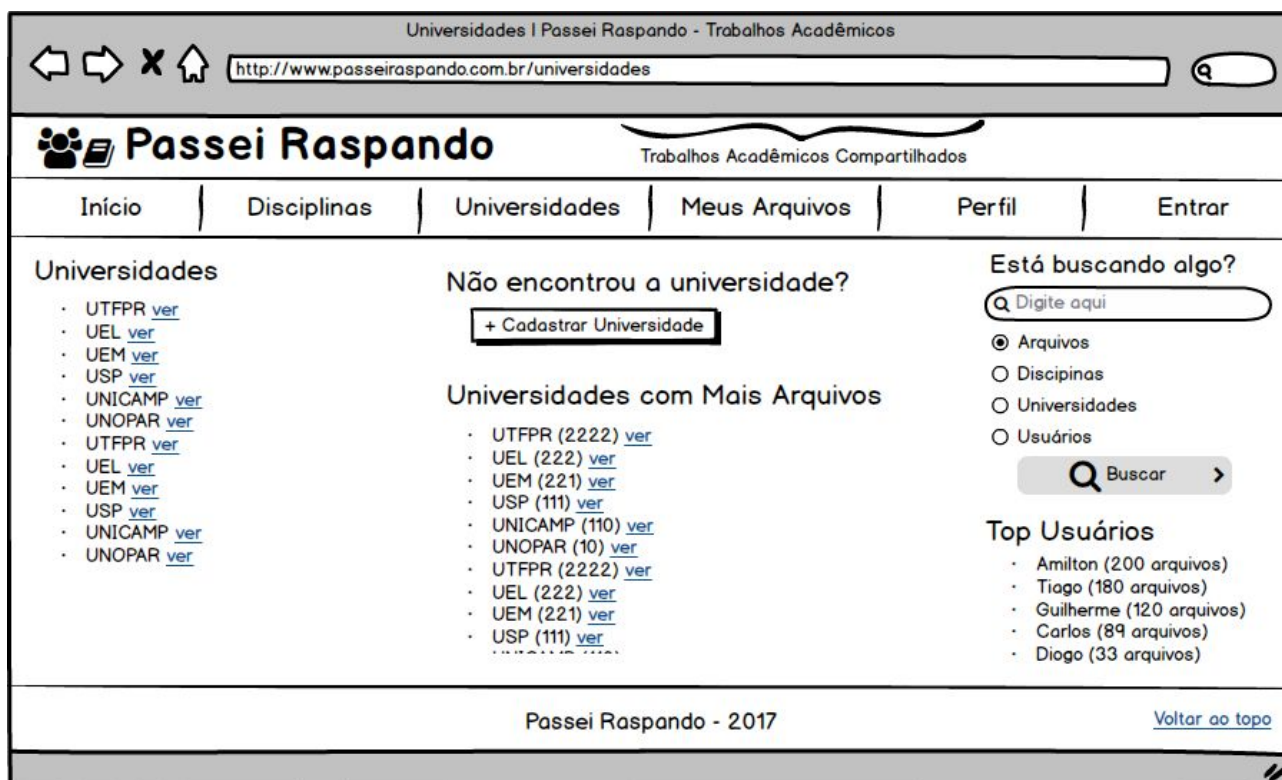 Universidades | Passei Raspando - Trabalhos Acadêmicos
http://www.passeiraspando.com.br/universidades
Passei Raspando
Trabalhos Acadêmicos Compartilhados
Início
Disciplinas
Universidades
Meus Arquivos
Perfil
Entrar
Universidades
· UTFPR ver
· UEL ver
· UEM ver
· USP ver
· UNICAMP ver
· UNOPAR ver
· UTFPR ver
· UEL ver
· UEM ver
· USP ver
· UNICAMP ver
· UNOPAR ver
Não encontrou a universidade?
+ Cadastrar Universidade
Universidades com Mais Arquivos
· UTFPR (2222) ver
· UEL (222) ver
· UEM (221) ver
· USP (111) ver
· UNICAMP (110) ver
· UNOPAR (10) ver
· UTFPR (2222) ver
· UEL (222) ver
· UEM (221) ver
· USP (111) ver
Está buscando algo?
Digite aqui
Arquivos
Discipinas
Universidades
Usuários
Buscar
Top Usuários
· Amilton (200 arquivos)
· Tiago (180 arquivos)
· Guilherme (120 arquivos)
· Carlos (89 arquivos)
· Diogo (33 arquivos)
Passei Raspando - 2017
Voltar ao topo